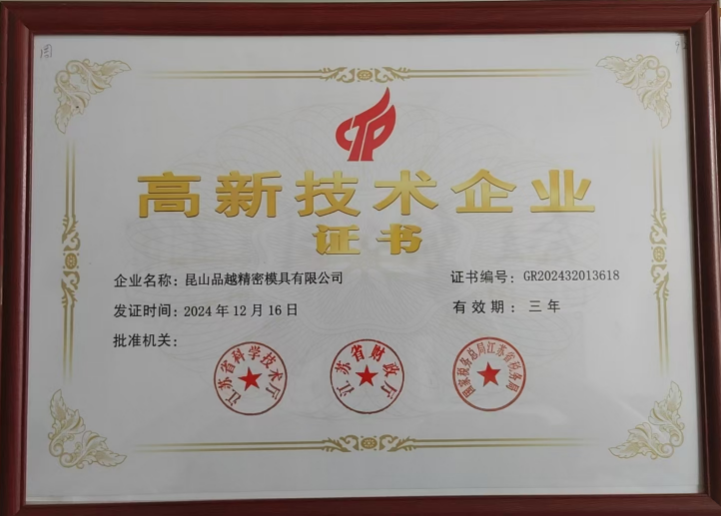 高新技术企业
证书
企业名称：昆山品越精密模具有限公司
证书编号：GR202432013618
发证时间：2024年12月16日
有效期：三年
批准机关：
江苏省科学技术厅
江苏省财政厅
国家税务总局江苏省税务局